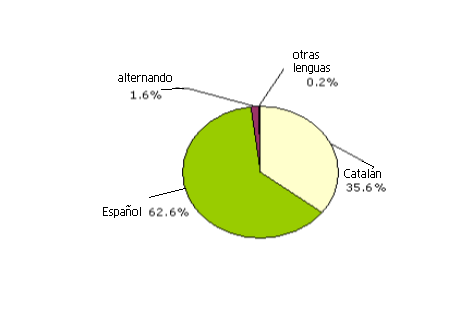 otras
lenguas
0.2%
alternando
1.6%
Catalán
35.6%
Español 62.6%